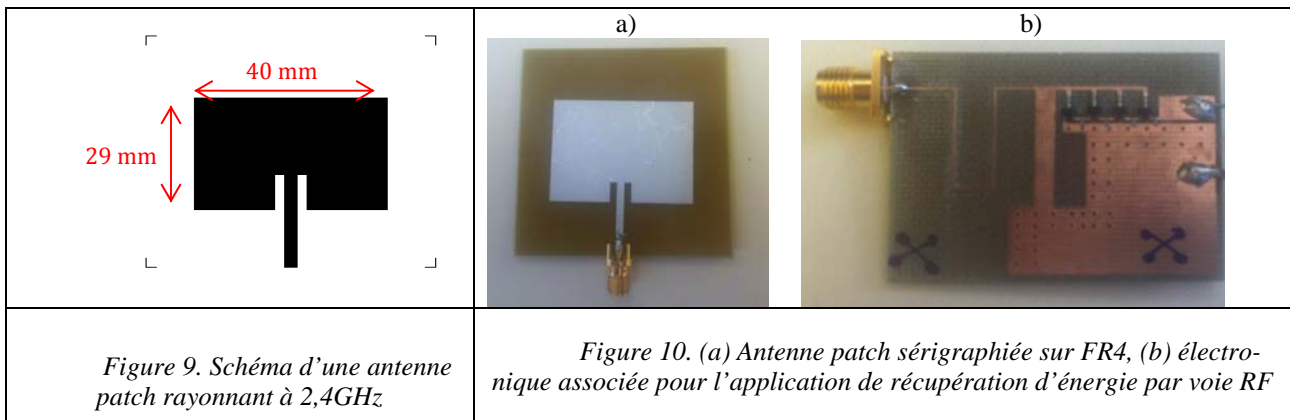 40 mm
29 mm
a)
b)
Figure 9. Schéma d'une antenne
patch rayonnant à 2,4GHz
Figure 10. (a) Antenne patch sérigraphiée sur FR4, (b) électro-
nique associée pour l'application de récupération d'énergie par voie RF